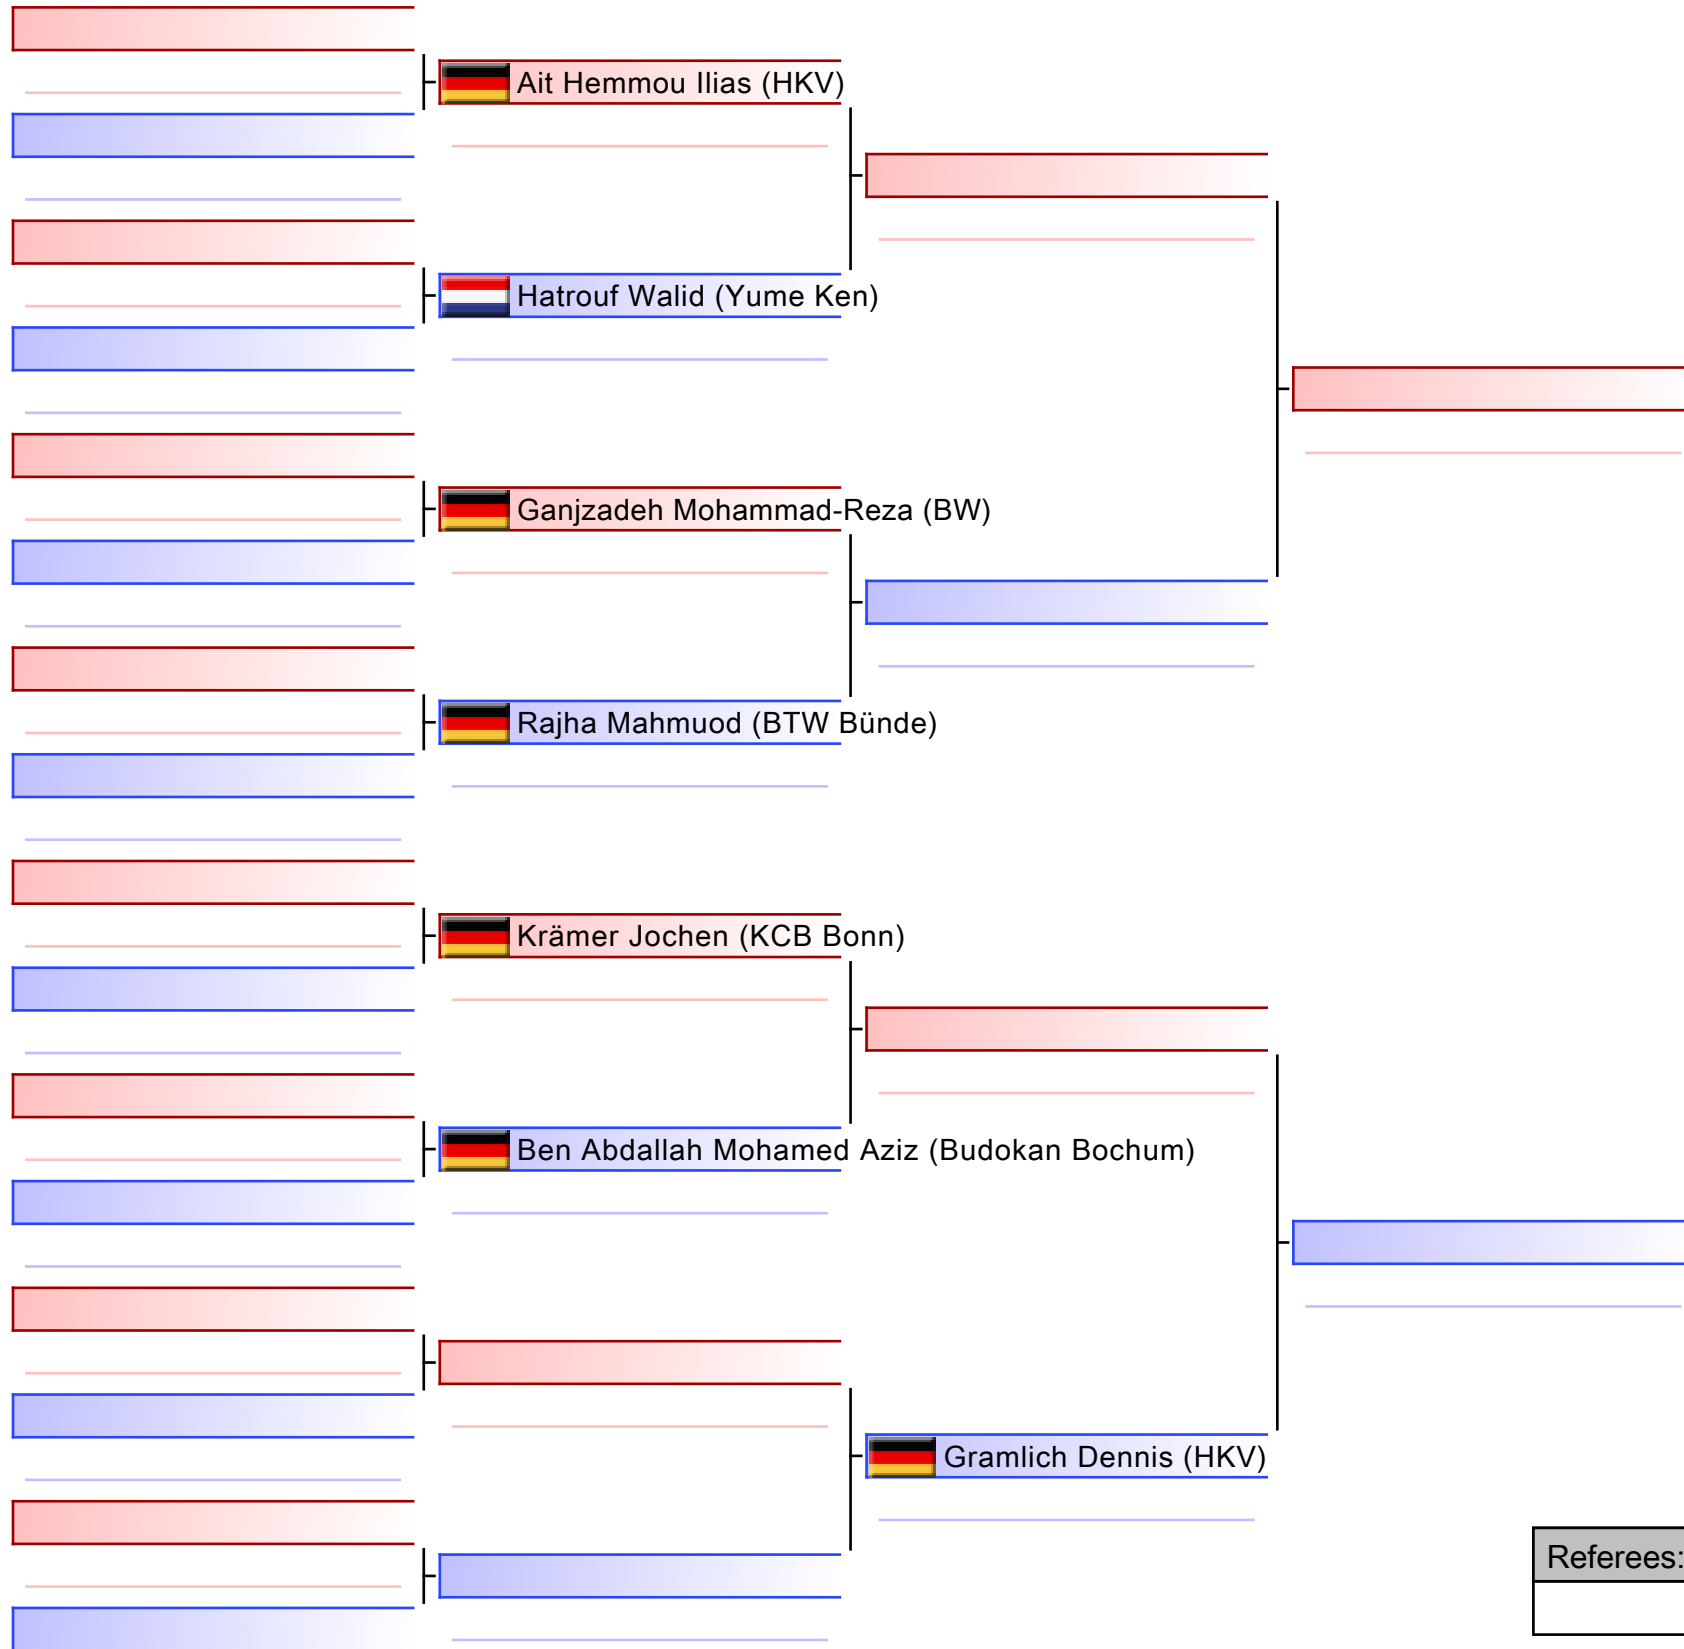 Ait Hemmou Ilias (HKV)
Hatrouf Walid (Yume Ken)
Ganjzadeh Mohammad-Reza (BW)
Rajha Mahmuod (BTW Bünde)
Krämer Jochen (KCB Bonn)
Ben Abdallah Mohamed Aziz (Budokan Bochum)
Gramlich Dennis (HKV)
Referees: